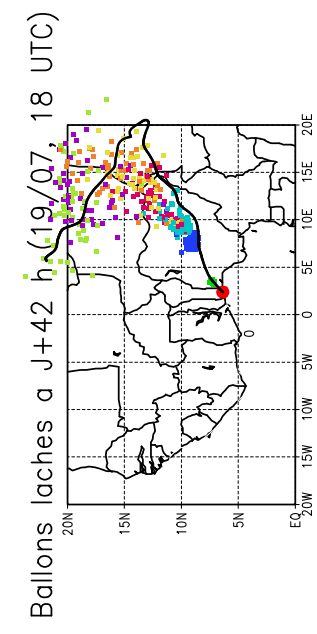 Ballons laches a J+42 h (19/07, 18 UTC)
20N
15N
10N
5N
EQ
20W
15W
10W
5W
0
5E
10E
15E
20E
0